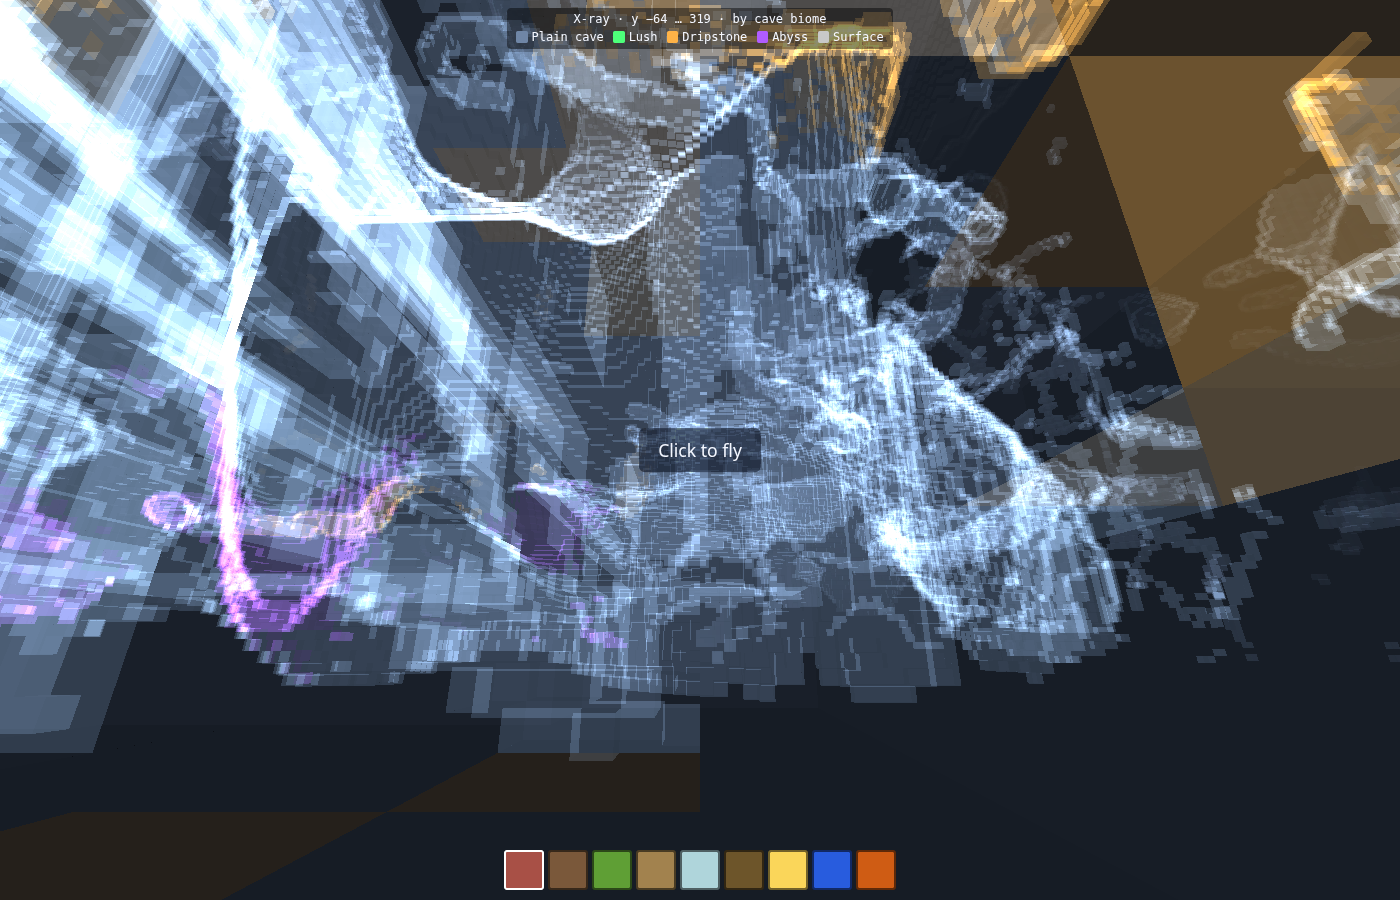 X-ray · y −64 … 319 · by cave biome
Plain cave Lush Dripstone Abyss Surface
Click to fly